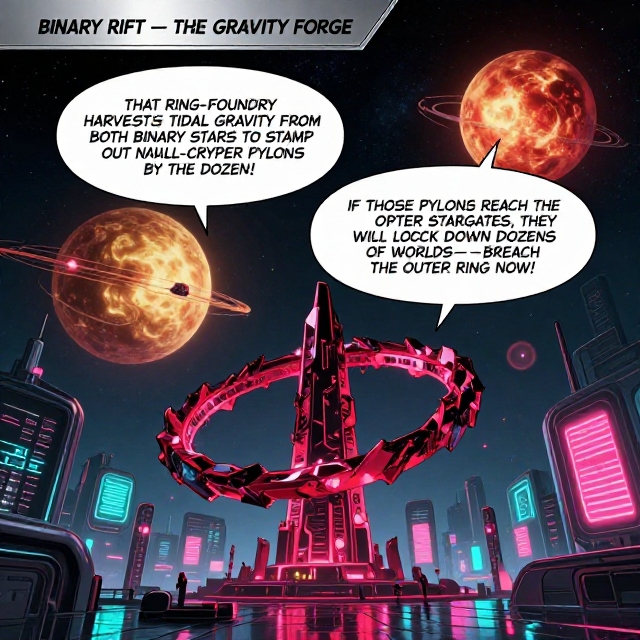 BINARY RIFT — THE GRAVITY FORGE
THAT RING-FOUNDRY
HARVESTS TIDAL GRAVITY FROM
BOTH BINARY STARS TO STAMP
OUT NAULL-CRYPER PYLONS
BY THE DOZEN!
IF THOSE PYLONS REACH THE
OPTER STARGATES, THEY
WILL LOCCK DOWN DOZENS
OF WORLDS——BREACH
THE OUTER RING NOW!